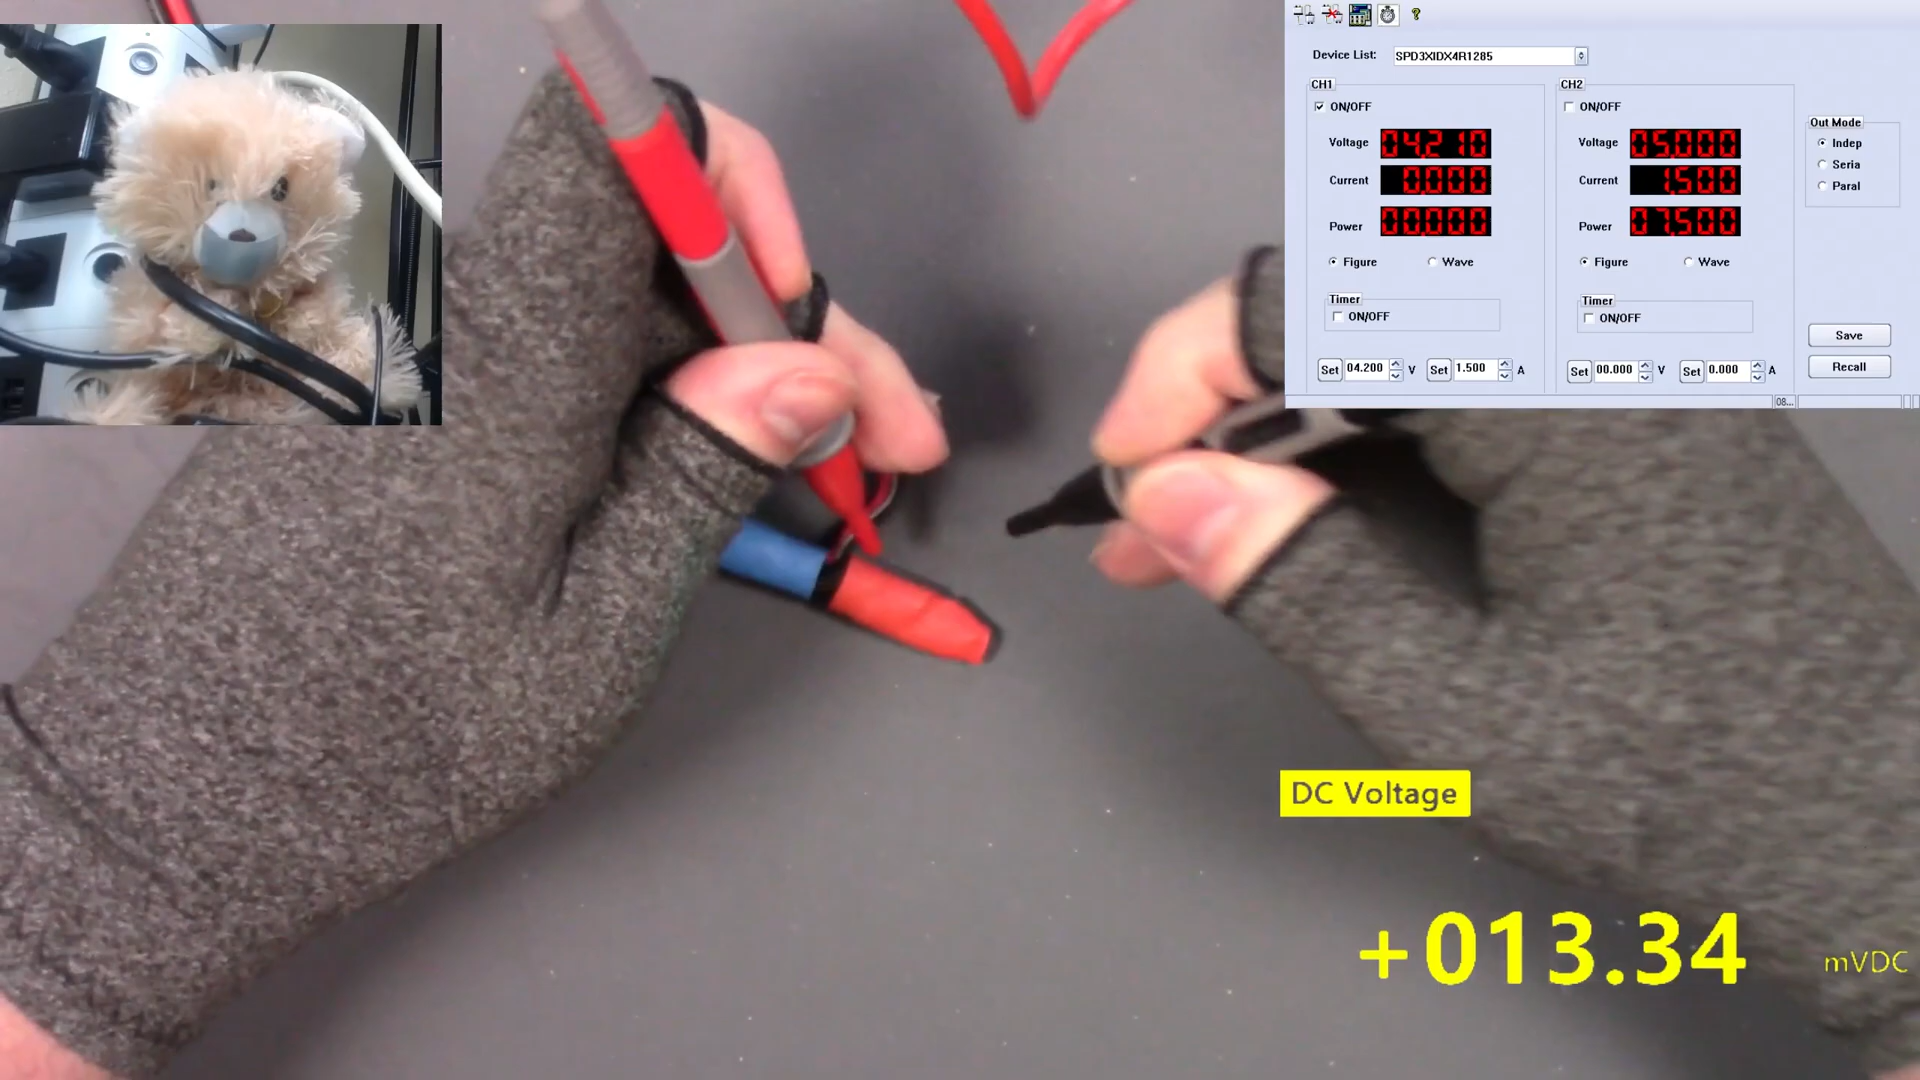 Device List: SPD3XIDX4R1285
CH1
ON/OFF
Voltage 04.210
Current 0.000
Power 00.000
Figure Wave
Timer
ON/OFF
Set 04.200 V Set 1.500 A
CH2
ON/OFF
Voltage 05.000
Current 1.500
Power 07.500
Figure Wave
Timer
ON/OFF
Set 00.000 V Set 0.000 A
Out Mode
Indep
Seria
Paral
Save
Recall
08...
DC Voltage
+013.34 mVDC